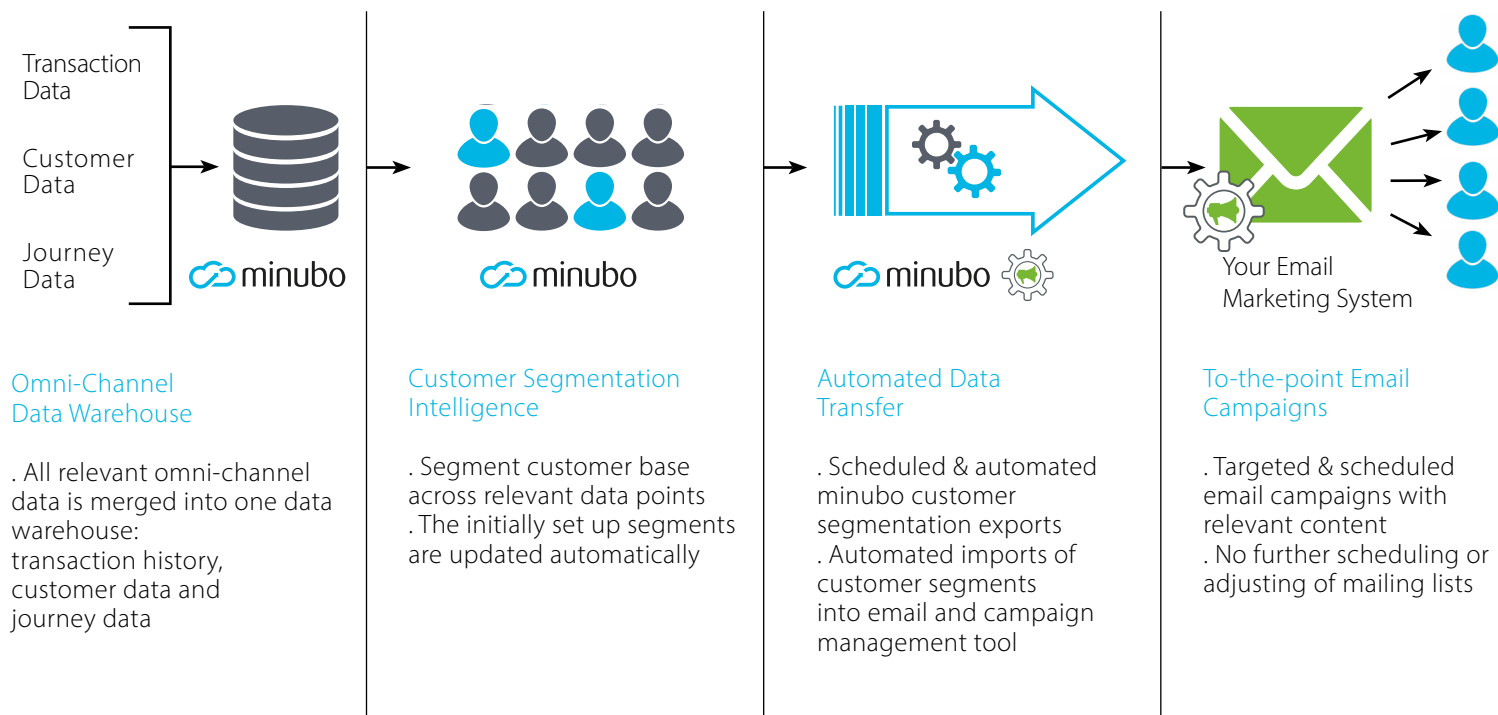 Transaction
Data
Customer
Data
Journey
Data
minubo
Omni-Channel
Data Warehouse
. All relevant omni-channel
data is merged into one data
warehouse:
transaction history,
customer data and
journey data
minubo
Customer Segmentation
Intelligence
. Segment customer base
across relevant data points
. The initially set up segments
are updated automatically
minubo
Automated Data
Transfer
. Scheduled & automated
minubo customer
segmentation exports
. Automated imports of
customer segments
into email and campaign
management tool
Your Email
Marketing System
To-the-point Email
Campaigns
. Targeted & scheduled
email campaigns with
relevant content
. No further scheduling or
adjusting of mailing lists